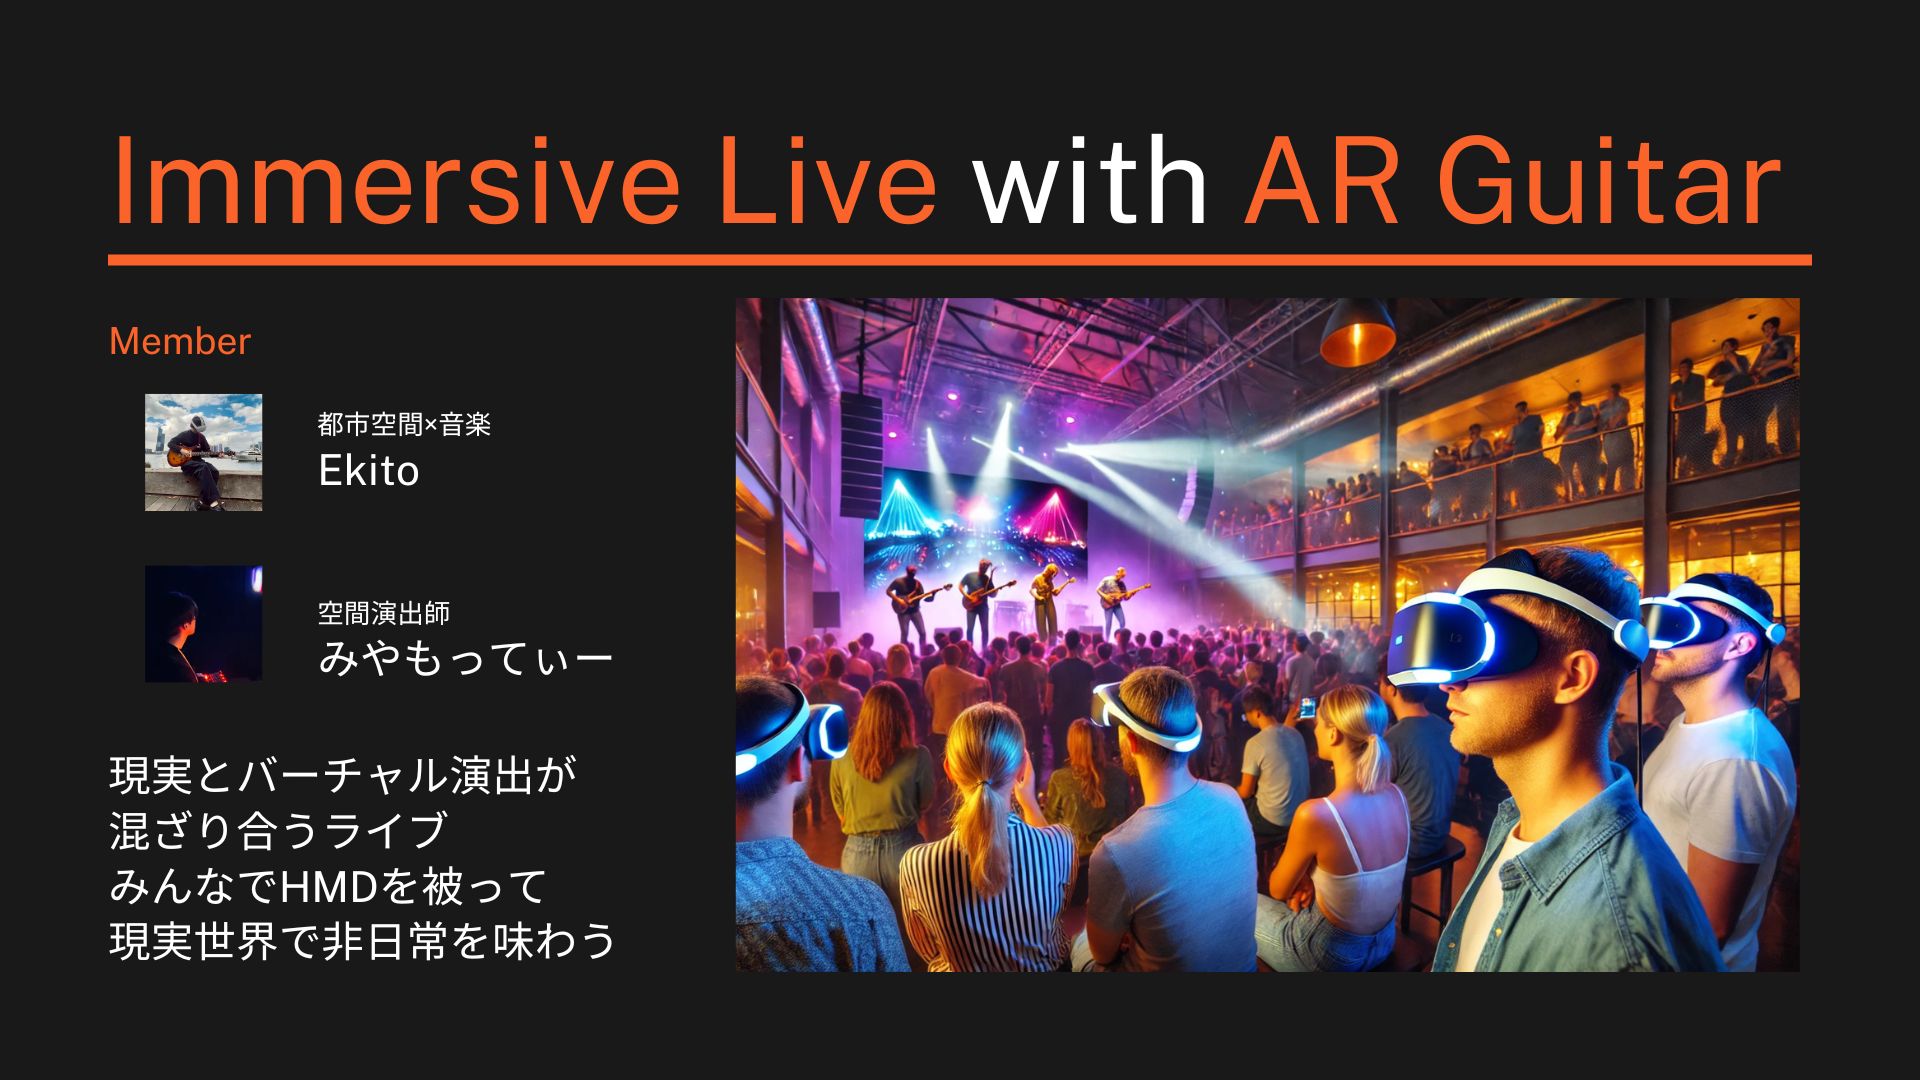 Immersive Live with AR Guitar
Member
都市空間×音楽
Ekito
空間演出師
みやもってぃー
現実とバーチャル演出が
混ざり合うライブ
みんなでHMDを被って
現実世界で非日常を味わう